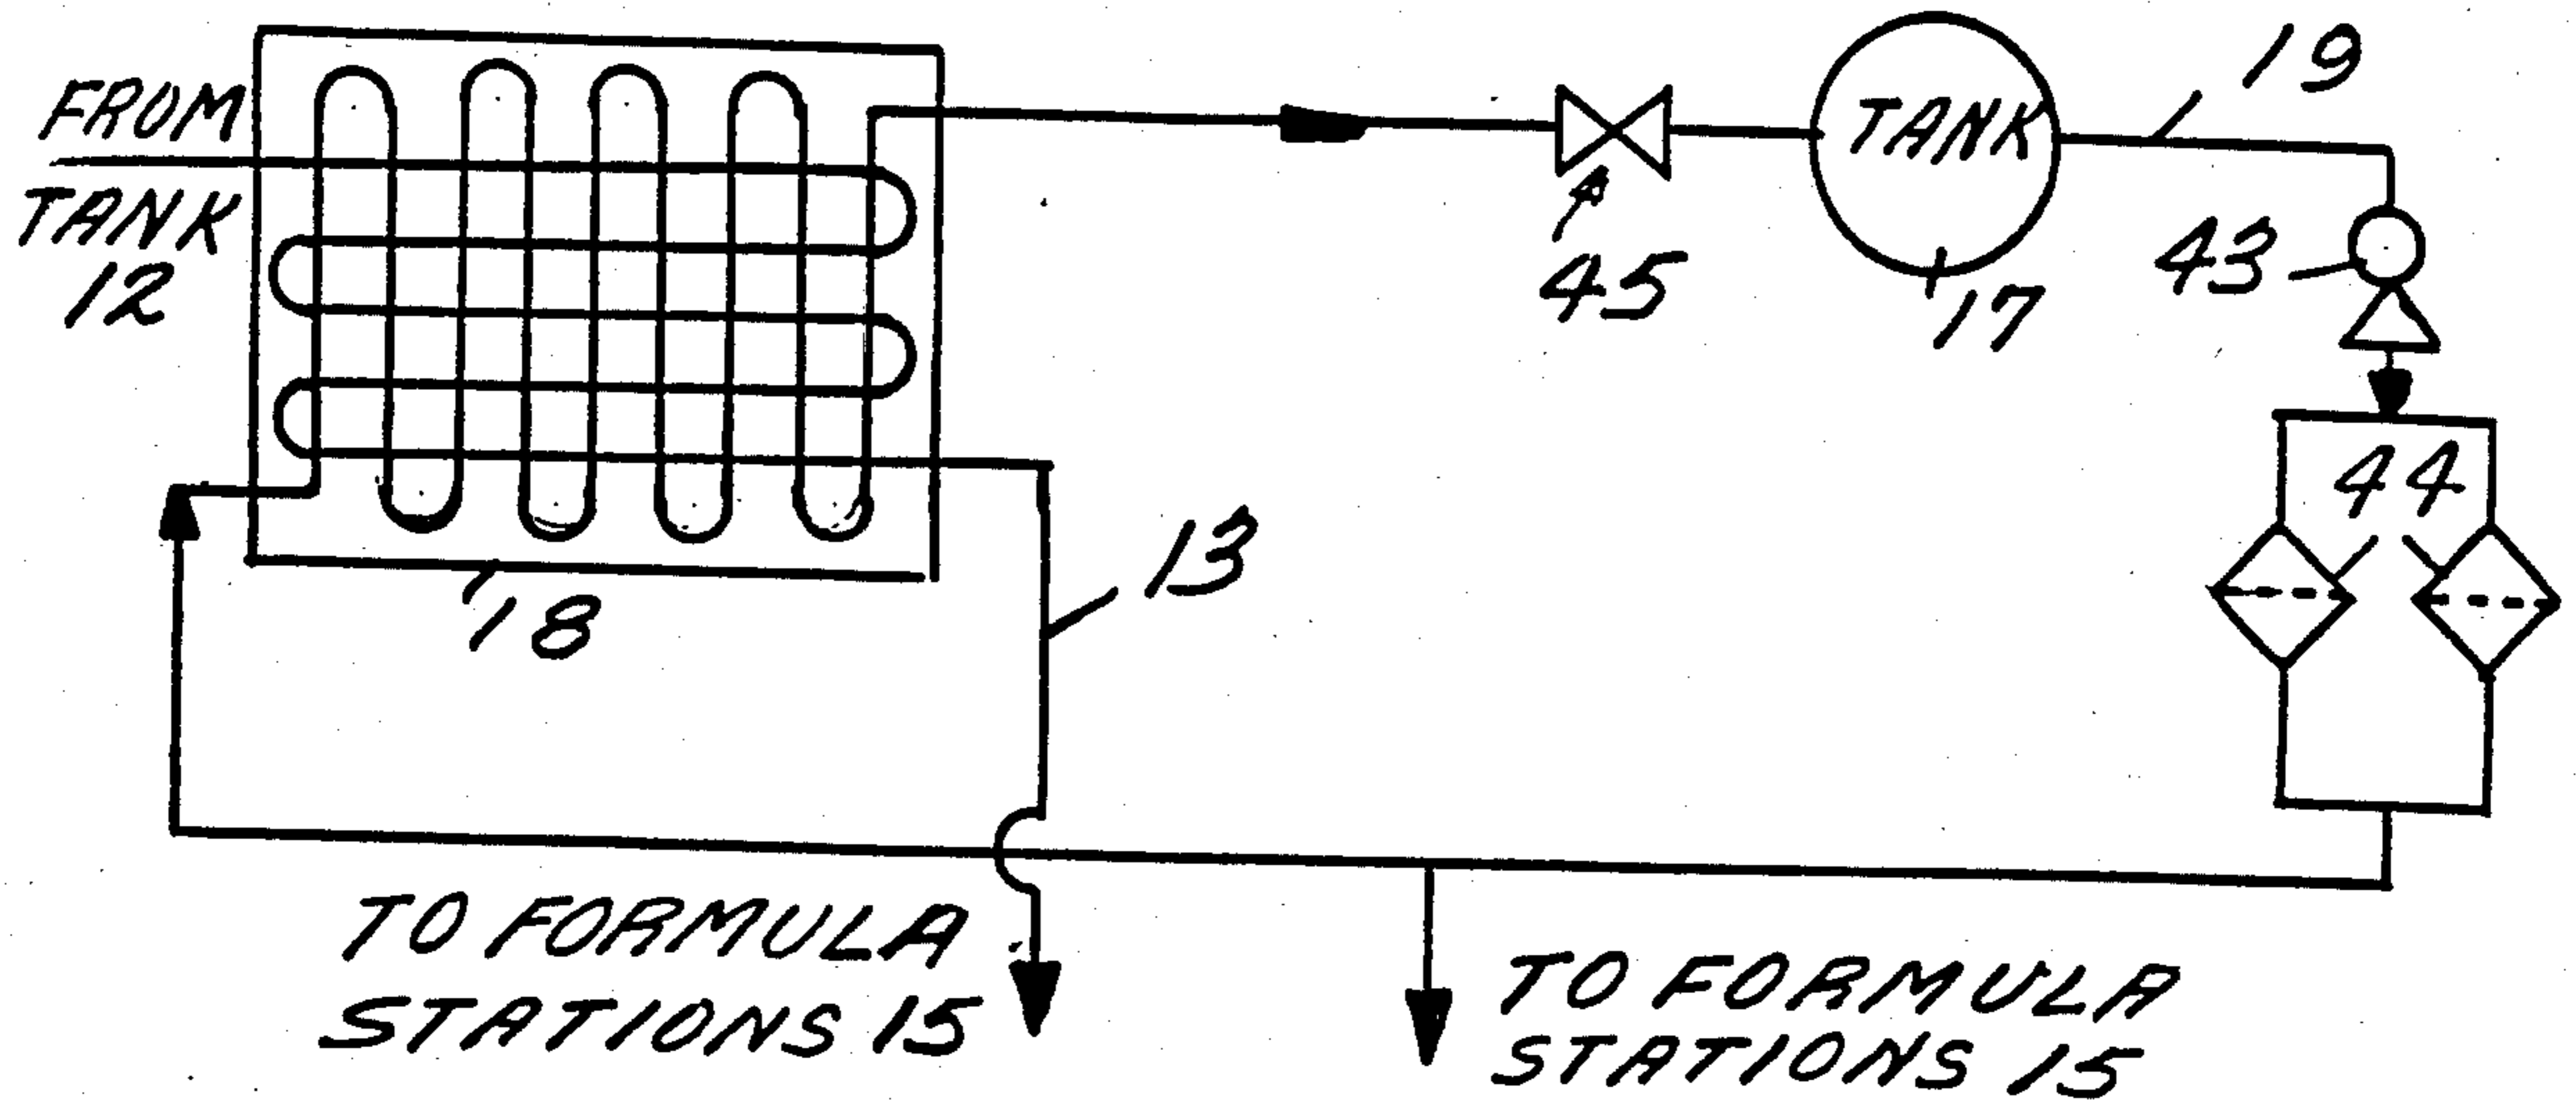 FROM
TANK
12
18
13
45
TANK
17
19
43
44
TO FORMULA
STATIONS 15
TO FORMULA
STATIONS 15